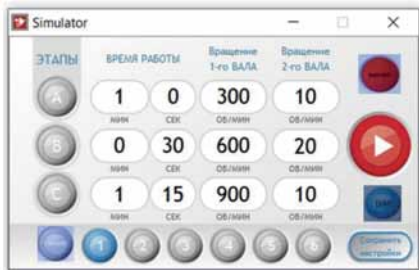 Simulator
ЭТАПЫ ВРЕМЯ РАБОТЫ Вращение 1-го ВАЛА Вращение 2-го ВАЛА
A 1 0 300 10
МИН СЕК ОБ/МИН ОБ/МИН
B 0 30 600 20
МИН СЕК ОБ/МИН ОБ/МИН
C 1 15 900 10
МИН СЕК ОБ/МИН ОБ/МИН
1 2 3 4 5 6
Сохранить
настройки